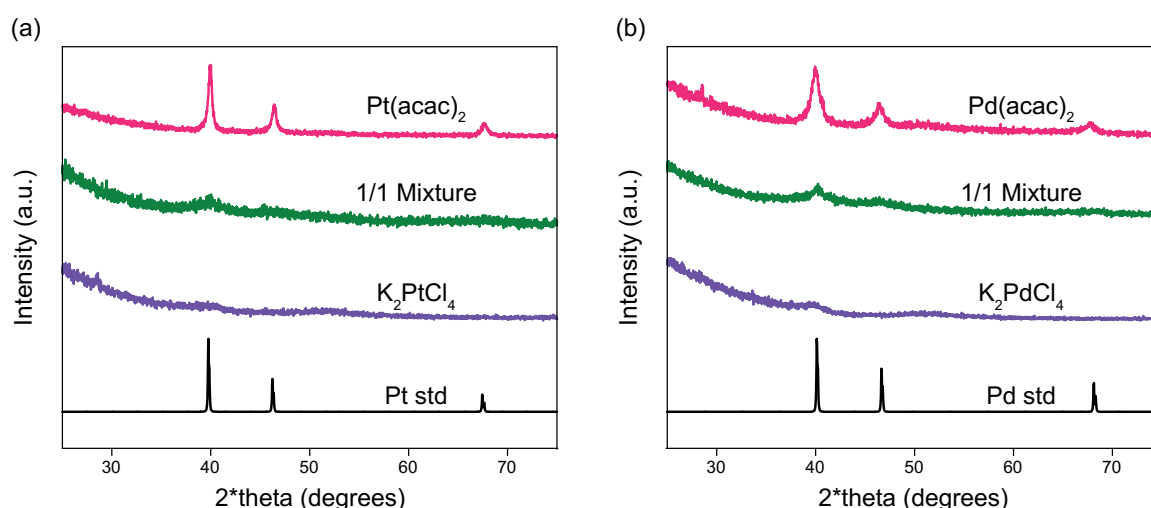 (a)
Pt(acac)₂
1/1 Mixture
K₂PtCl₄
Pt std
Intensity (a.u.)
30 40 50 60 70
2*theta (degrees)
(b)
Pd(acac)₂
1/1 Mixture
K₂PdCl₄
Pd std
Intensity (a.u.)
30 40 50 60 70
2*theta (degrees)